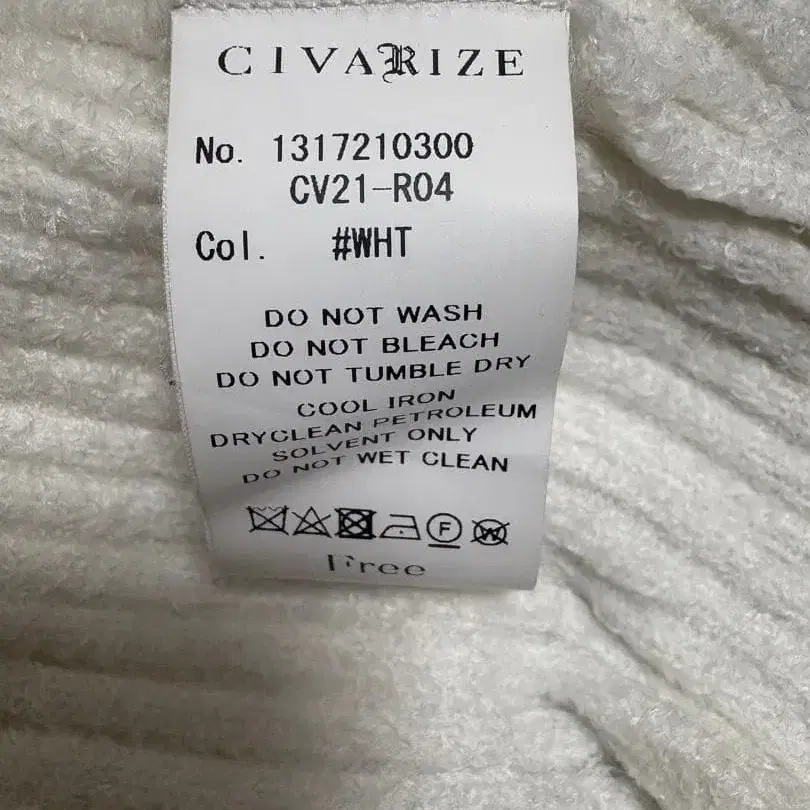 CIVARIZE
No. 1317210300
CV21-R04
Col. #WHT
DO NOT WASH
DO NOT BLEACH
DO NOT TUMBLE DRY
COOL IRON
DRYCLEAN PETROLEUM
SOLVENT ONLY
DO NOT WET CLEAN
F W
Free